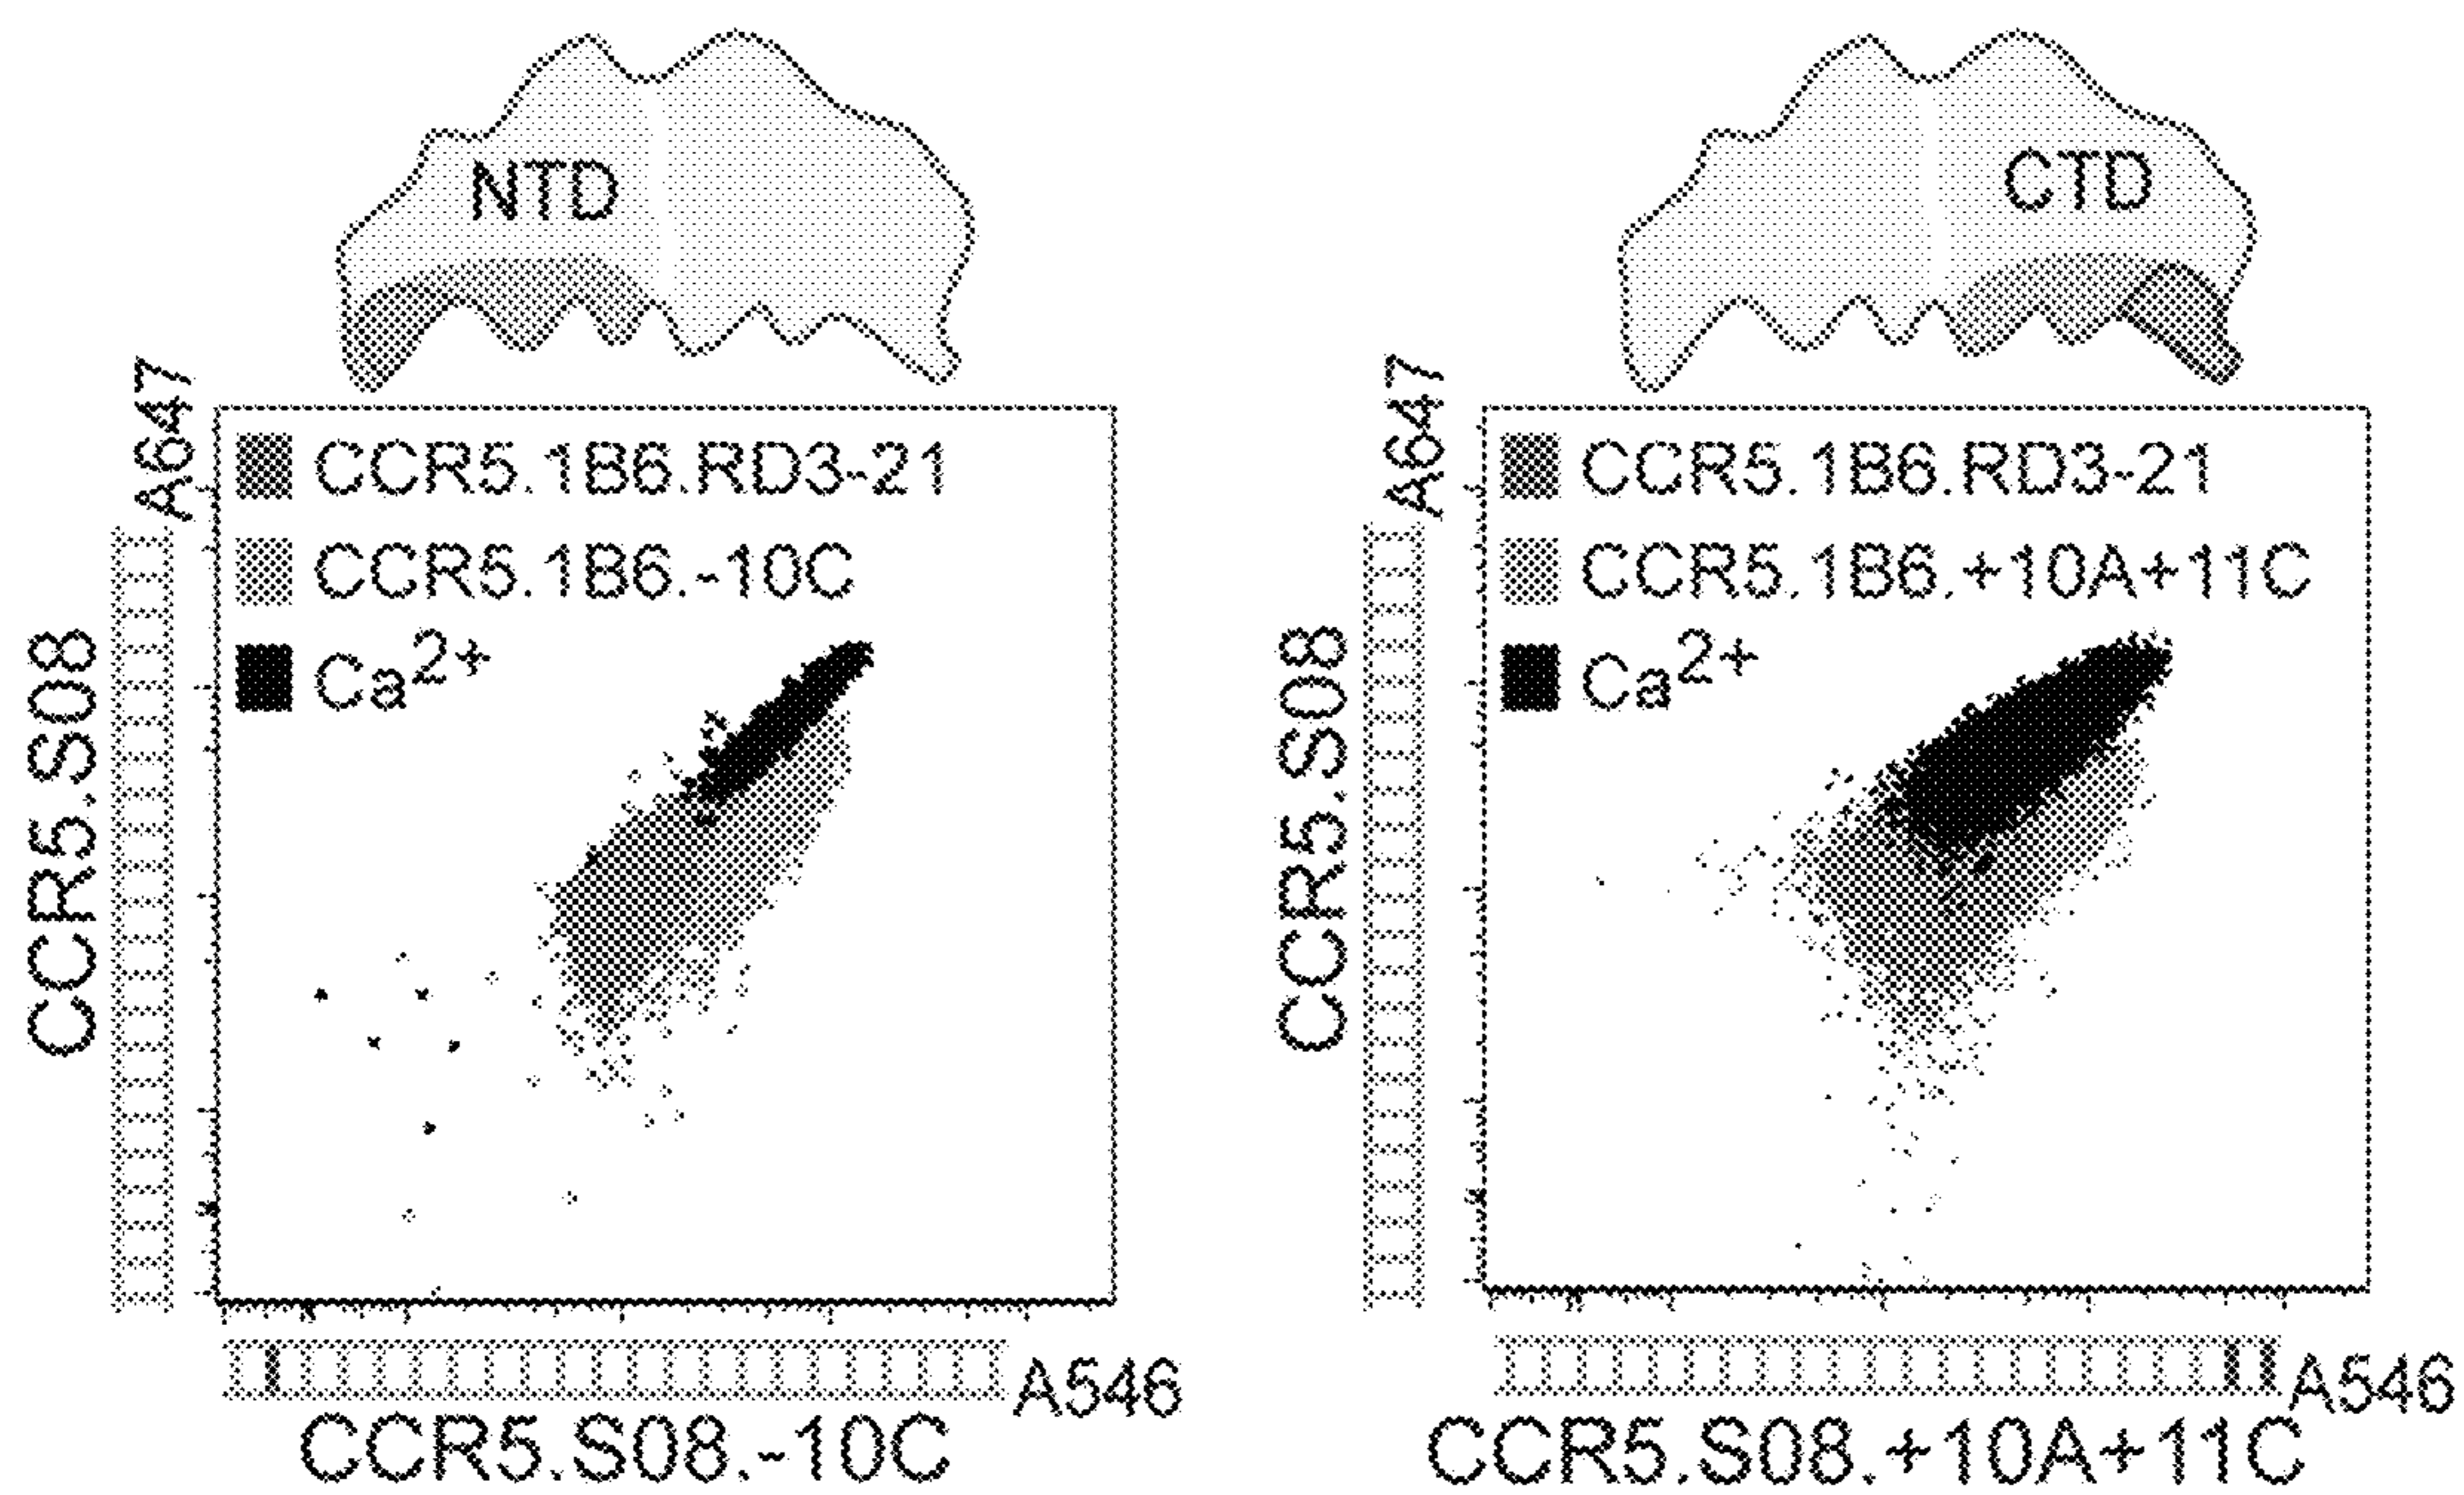 NTD
A647
CCR5.1B6.RD3-21
CCR5.1B6.-10C
Ca2+
CCR5.S08
A546
CCR5.S08.-10C
CTD
A647
CCR5.1B6.RD3-21
CCR5.1B6.+10A+11C
Ca2+
CCR5.S08
A546
CCR5.S08.+10A+11C